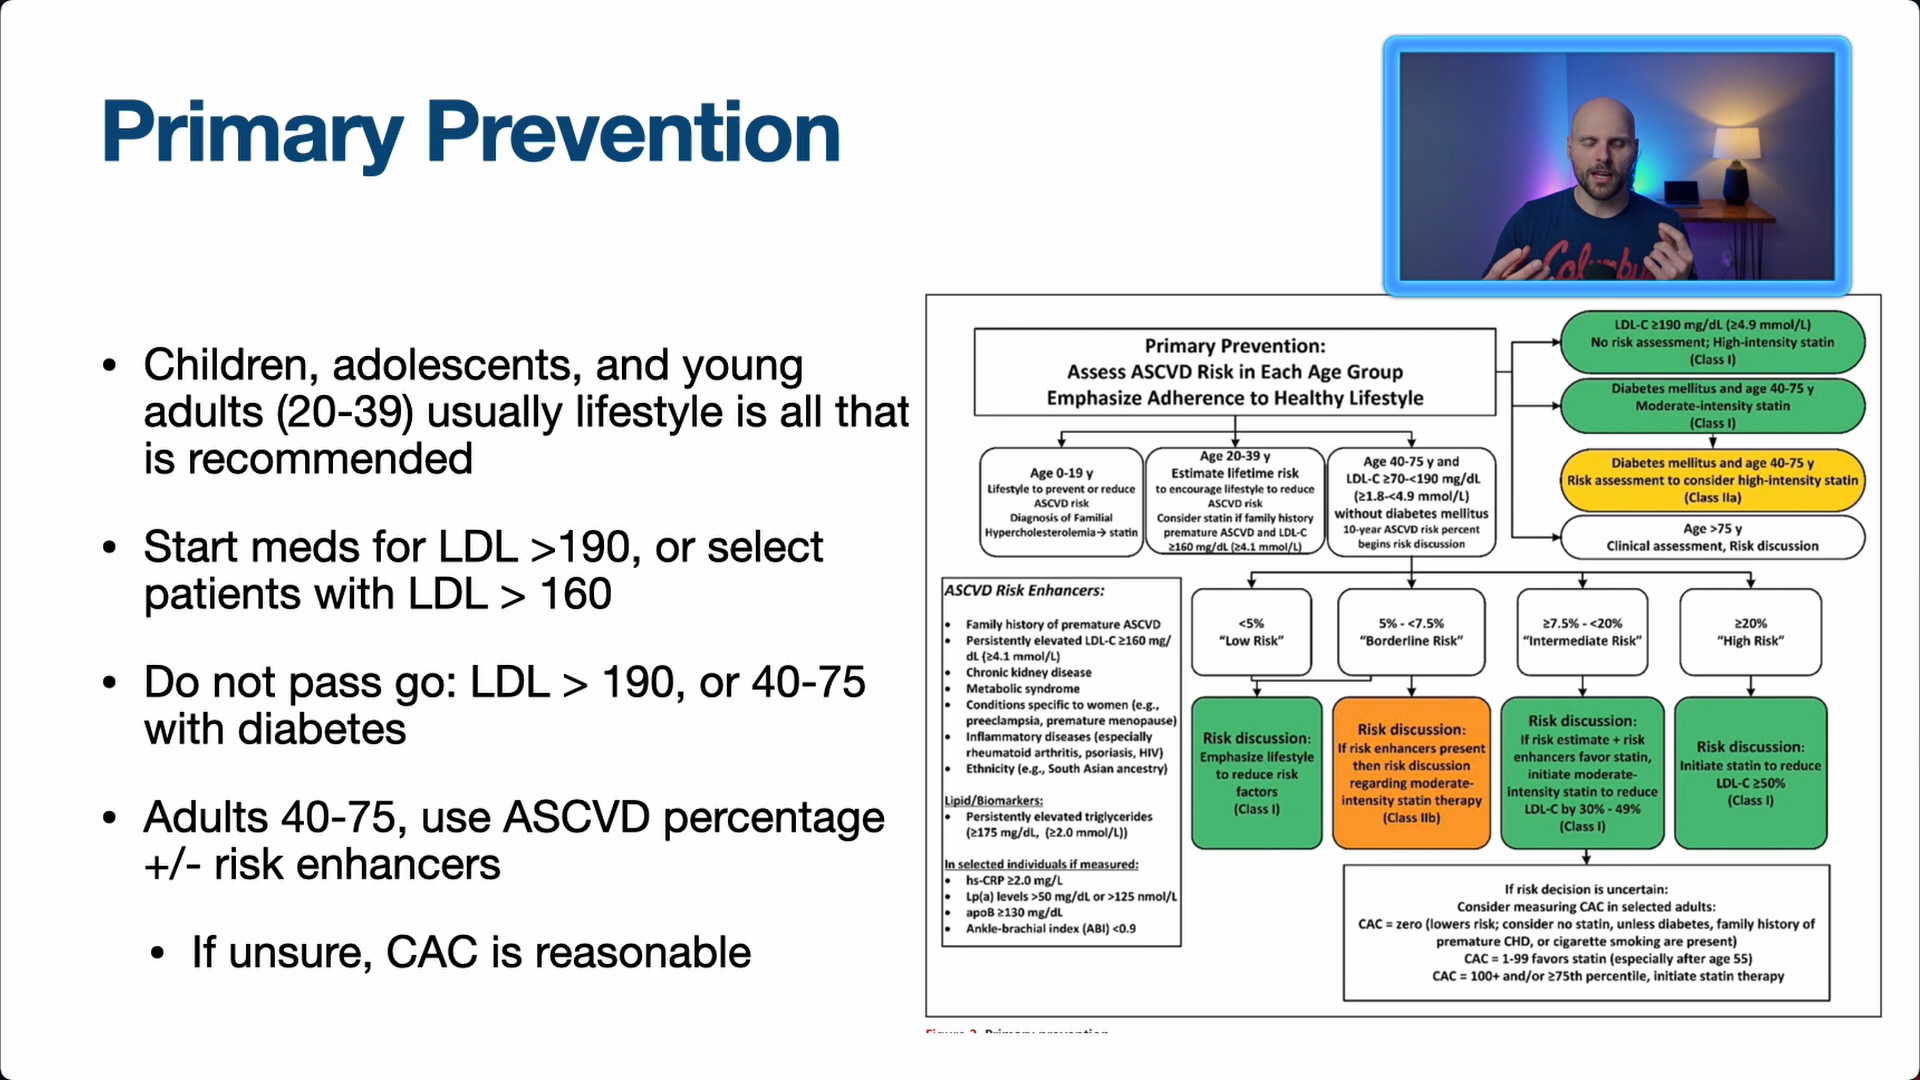 Primary Prevention
• Children, adolescents, and young
adults (20-39) usually lifestyle is all that
is recommended
• Start meds for LDL >190, or select
patients with LDL > 160
• Do not pass go: LDL > 190, or 40-75
with diabetes
• Adults 40-75, use ASCVD percentage
+/- risk enhancers
• If unsure, CAC is reasonable
Primary Prevention:
Assess ASCVD Risk in Each Age Group
Emphasize Adherence to Healthy Lifestyle
LDL-C ≥190 mg/dL (≥4.9 mmol/L)
No risk assessment; High-intensity statin
(Class I)
Diabetes mellitus and age 40-75 y
Moderate-intensity statin
(Class I)
Diabetes mellitus and age 40-75 y
Risk assessment to consider high-intensity statin
(Class IIa)
Age >75 y
Clinical assessment, Risk discussion
Age 0-19 y
Lifestyle to prevent or reduce
ASCVD risk
Diagnosis of Familial
Hypercholesterolemia→ statin
Age 20-39 y
Estimate lifetime risk
to encourage lifestyle to reduce
ASCVD risk
Consider statin if family history
premature ASCVD and LDL-C
≥160 mg/dL (≥4.1 mmol/L)
Age 40-75 y and
LDL-C ≥70-<190 mg/dL
(≥1.8-<4.9 mmol/L)
without diabetes mellitus
10-year ASCVD risk percent
begins risk discussion
ASCVD Risk Enhancers:
• Family history of premature ASCVD
• Persistently elevated LDL-C ≥160 mg/
dL (≥4.1 mmol/L)
• Chronic kidney disease
• Metabolic syndrome
• Conditions specific to women (e.g.,
preeclampsia, premature menopause)
• Inflammatory diseases (especially
rheumatoid arthritis, psoriasis, HIV)
• Ethnicity (e.g., South Asian ancestry)
Lipid/Biomarkers:
• Persistently elevated triglycerides
(≥175 mg/dL, (≥2.0 mmol/L))
In selected individuals if measured:
• hs-CRP ≥2.0 mg/L
• Lp(a) levels >50 mg/dL or >125 nmol/L
• apoB ≥130 mg/dL
• Ankle-brachial index (ABI) <0.9
<5%
“Low Risk”
5% - <7.5%
“Borderline Risk”
≥7.5% - <20%
“Intermediate Risk”
≥20%
“High Risk”
Risk discussion:
Emphasize lifestyle
to reduce risk
factors
(Class I)
Risk discussion:
If risk enhancers present
then risk discussion
regarding moderate-
intensity statin therapy
(Class IIb)
Risk discussion:
If risk estimate + risk
enhancers favor statin,
initiate moderate-
intensity statin to reduce
LDL-C by 30% - 49%
(Class I)
Risk discussion:
Initiate statin to reduce
LDL-C ≥50%
(Class I)
If risk decision is uncertain:
Consider measuring CAC in selected adults:
CAC = zero (lowers risk; consider no statin, unless diabetes, family history of
premature CHD, or cigarette smoking are present)
CAC = 1-99 favors statin (especially after age 55)
CAC = 100+ and/or ≥75th percentile, initiate statin therapy